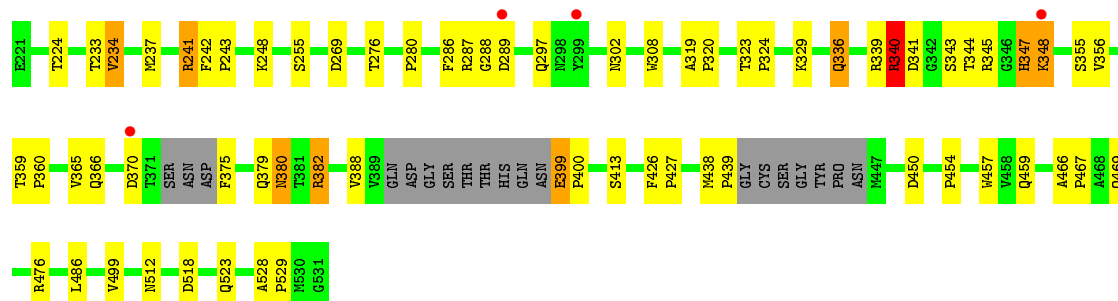 E221 T224 T233 V234 M237 R241 F242 P243 K248 S255 D269 T276 P280 F286 R287 G288 D289 Q297 N298 Y299 N302 W308 A319 P320 T323 P324 K329 Q336 R339 R340 D341 G342 S343 T344 R345 G346 H347 K348 S355 V356
T359 P360 V365 Q366 D370 T371 SER ASN ASP F375 Q379 N380 T381 R382 V388 V389 GLN ASP GLY SER THR THR HIS GLN ASN E399 P400 S413 F426 P427 M438 P439 GLY CYS SER GLY TYR PRO ASN M447 D450 P454 W457 V458 Q459 A466 P467 A468
R476 L486 V499 N512 D518 Q523 A528 P529 M530 G531